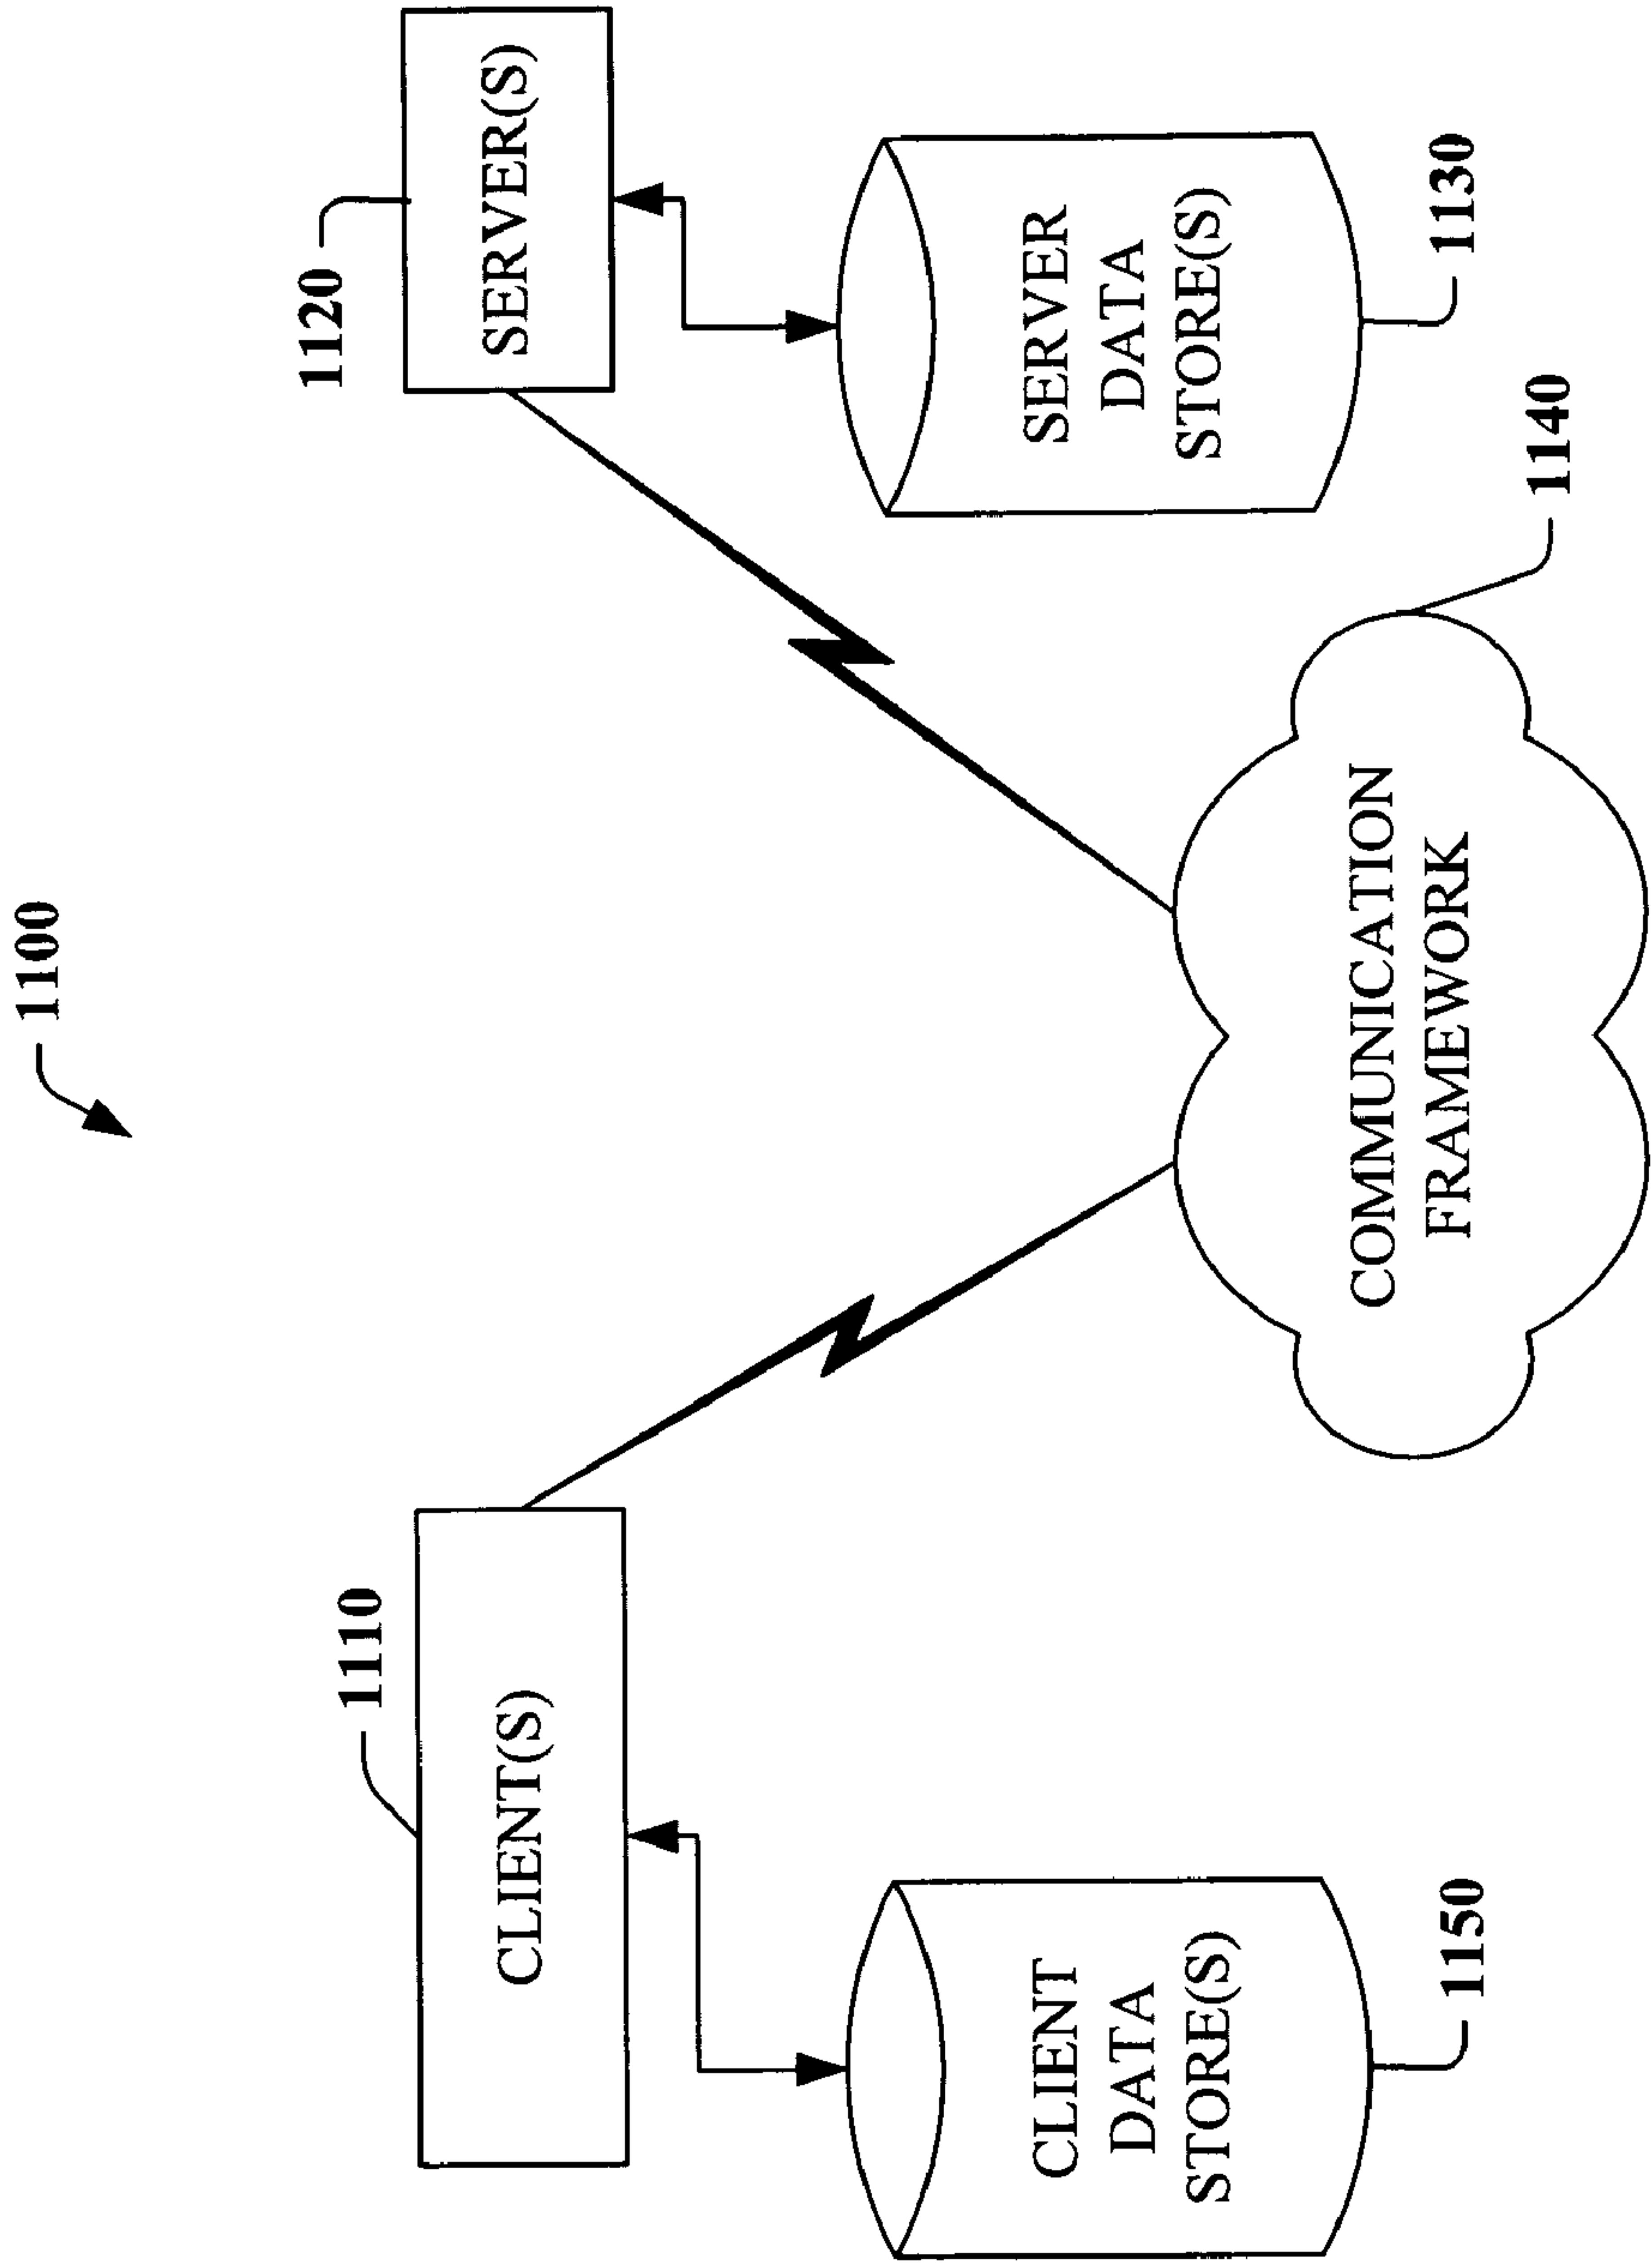 1100
1110
1120
CLIENT(S)
SERVER(S)
CLIENT
DATA
STORE(S)
SERVER
DATA
STORE(S)
1150
1130
COMMUNICATION
FRAMEWORK
1140